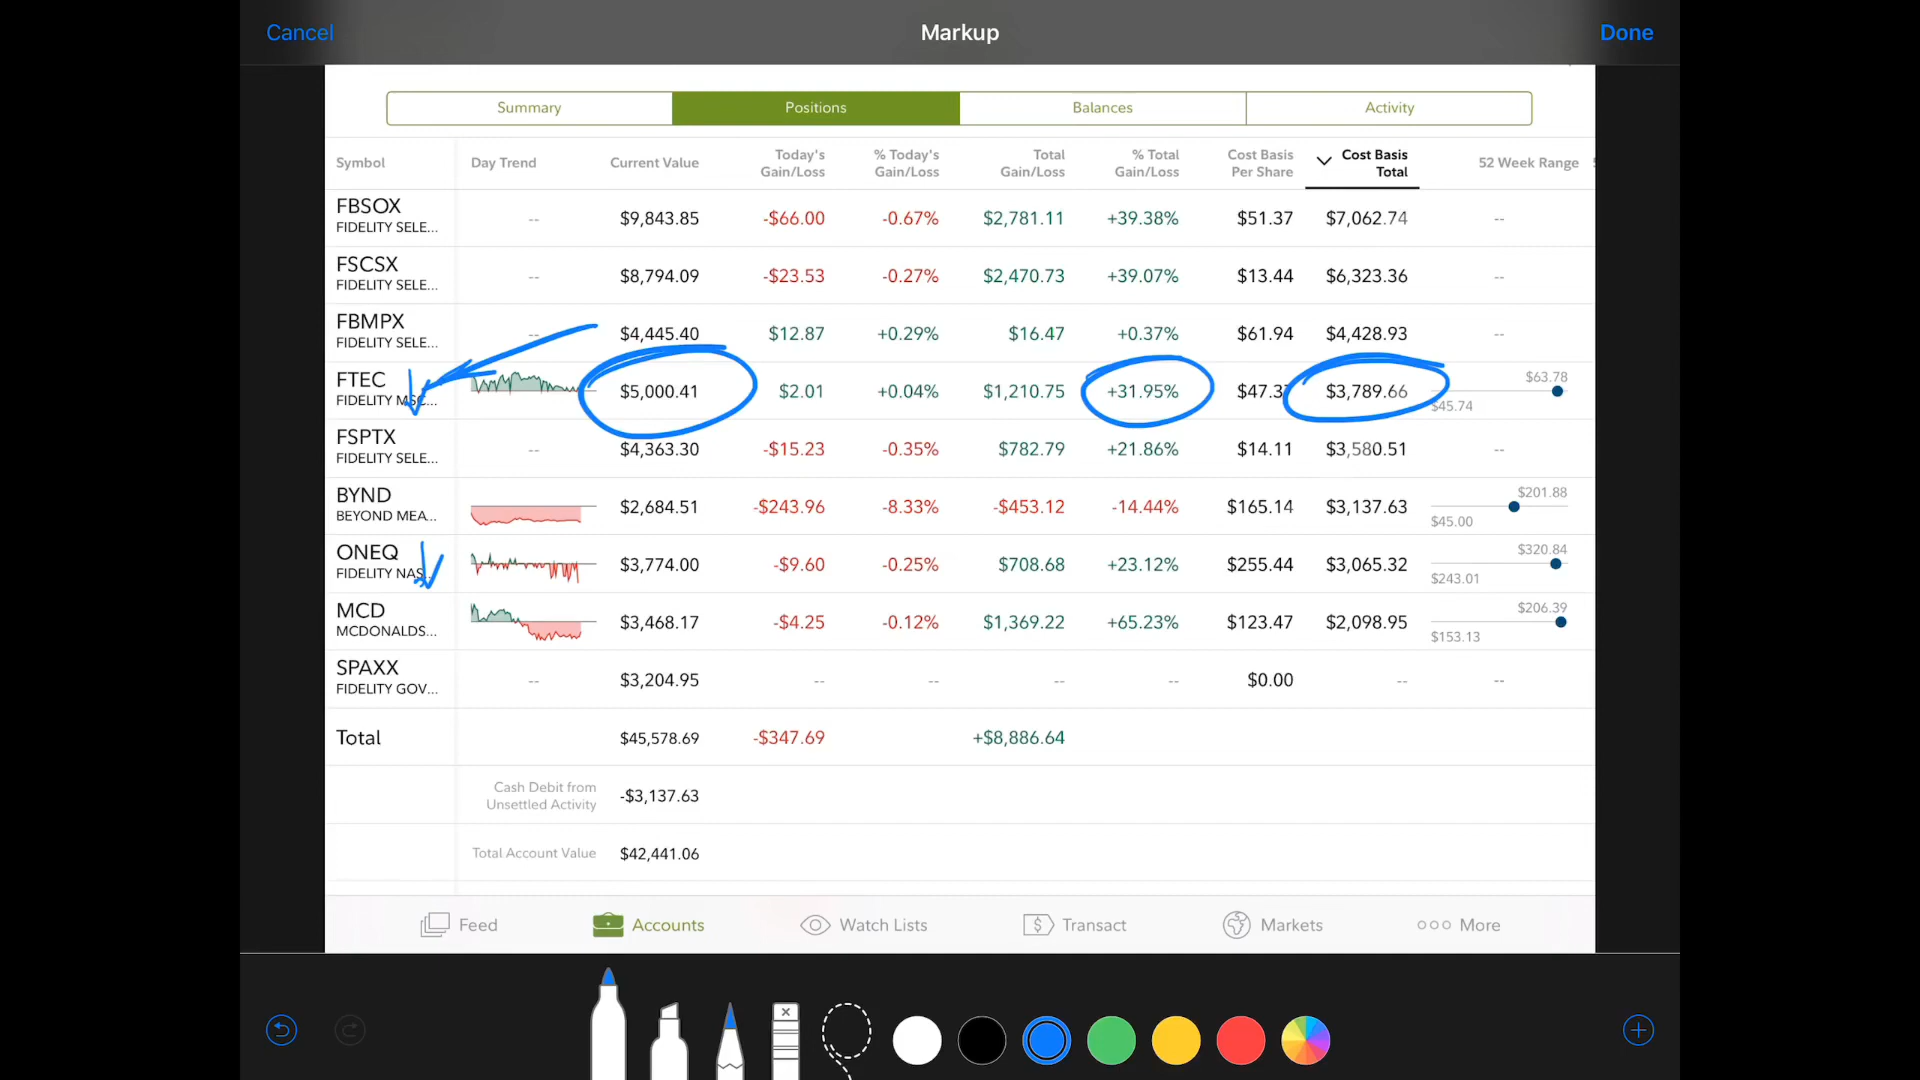 Cancel Markup Done
Summary Positions Balances Activity
Symbol Day Trend Current Value Today's Gain/Loss % Today's Gain/Loss Total Gain/Loss % Total Gain/Loss Cost Basis Per Share Cost Basis Total 52 Week Range
FBSOX -- $9,843.85 -$66.00 -0.67% $2,781.11 +39.38% $51.37 $7,062.74 --
FIDELITY SELE...
FSCSX -- $8,794.09 -$23.53 -0.27% $2,470.73 +39.07% $13.44 $6,323.36 --
FIDELITY SELE...
FBMPX -- $4,445.40 $12.87 +0.29% $16.47 +0.37% $61.94 $4,428.93 --
FIDELITY SELE...
FTEC $5,000.41 $2.01 +0.04% $1,210.75 +31.95% $3,789.66 $63.78
FIDELITY MSC... $45.74
FSPTX -- $4,363.30 -$15.23 -0.35% $782.79 +21.86% $14.11 $3,580.51 --
FIDELITY SELE...
BYND $2,684.51 -$243.96 -8.33% -$453.12 -14.44% $165.14 $3,137.63 $201.88
BEYOND MEA... $45.00
ONEQ $3,774.00 -$9.60 -0.25% $708.68 +23.12% $255.44 $3,065.32 $320.84
FIDELITY NAS... $243.01
MCD $3,468.17 -$4.25 -0.12% $1,369.22 +65.23% $123.47 $2,098.95 $206.39
MCDONALDS... $153.13
SPAXX -- $3,204.95 -- -- -- -- $0.00 -- --
FIDELITY GOV...
Total $45,578.69 -$347.69 +$8,886.64
Cash Debit from
Unsettled Activity -$3,137.63
Total Account Value $42,441.06
Feed Accounts Watch Lists Transact Markets More